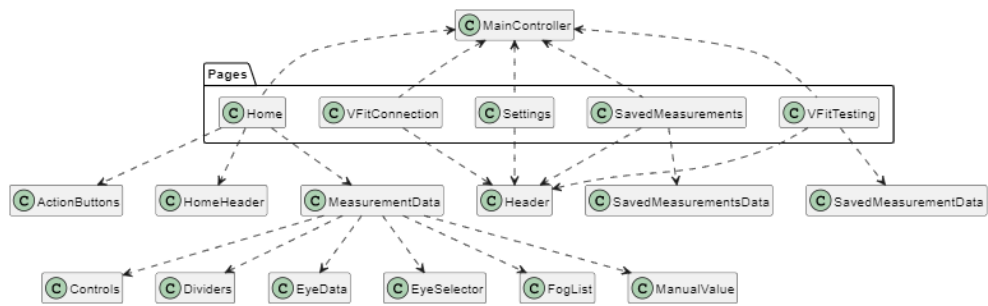 C MainController
Pages
C Home
C VFitConnection
C Settings
C SavedMeasurements
C VFitTesting
C ActionButtons
C HomeHeader
C MeasurementData
C Header
C SavedMeasurementsData
C SavedMeasurementData
C Controls
C Dividers
C EyeData
C EyeSelector
C FogList
C ManualValue